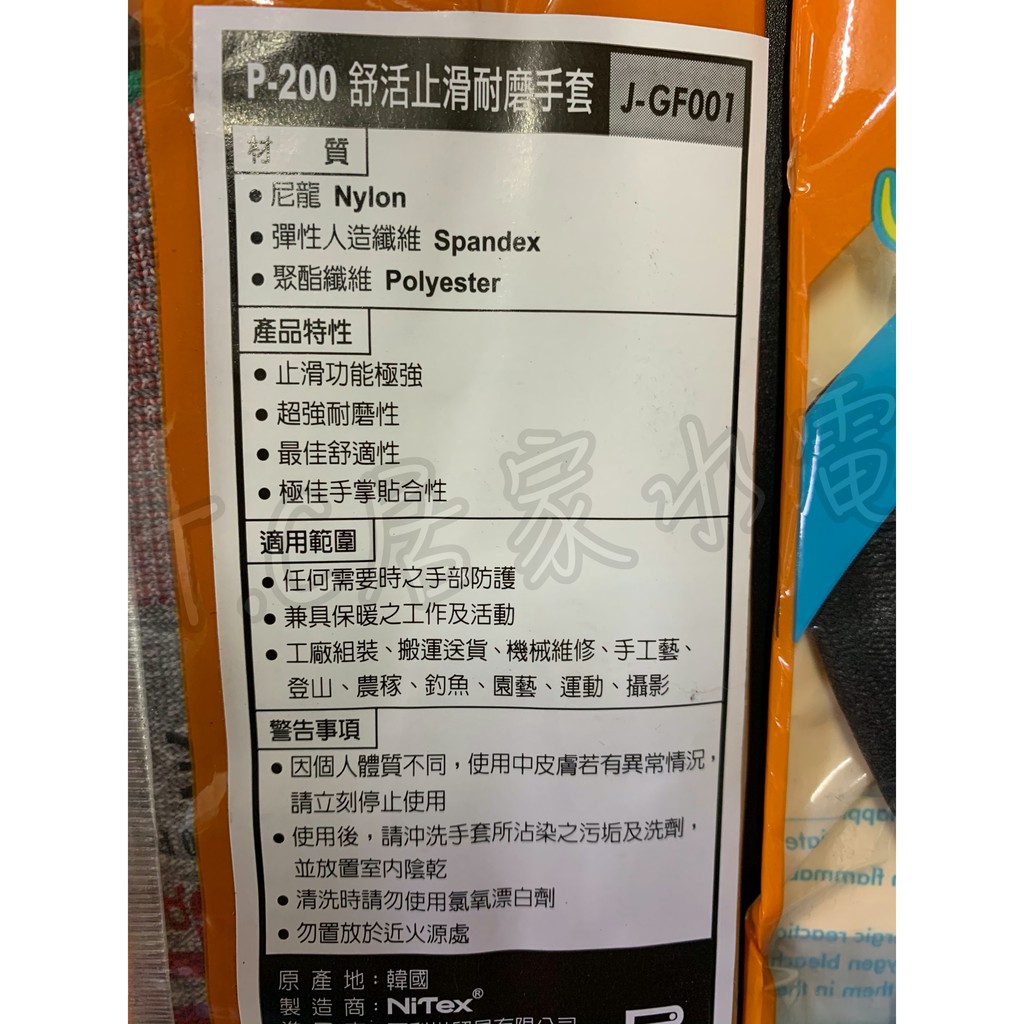 P-200 舒活止滑耐磨手套 J-GF001
材 質
● 尼龍 Nylon
● 彈性人造纖維 Spandex
● 聚酯纖維 Polyester
產品特性
● 止滑功能極強
● 超強耐磨性
● 最佳舒適性
● 極佳手掌貼合性
適用範圍
● 任何需要時之手部防護
● 兼具保暖之工作及活動
● 工廠組裝、搬運送貨、機械維修、手工藝、
登山、農稼、釣魚、園藝、運動、攝影
警告事項
● 因個人體質不同，使用中皮膚若有異常情況，
請立刻停止使用
● 使用後，請沖洗手套所沾染之污垢及洗劑，
並放置室內陰乾
● 清洗時請勿使用氯氧漂白劑
● 勿置放於近火源處
原 產 地：韓國
製 造 商：NiTex®
T.C居家水電